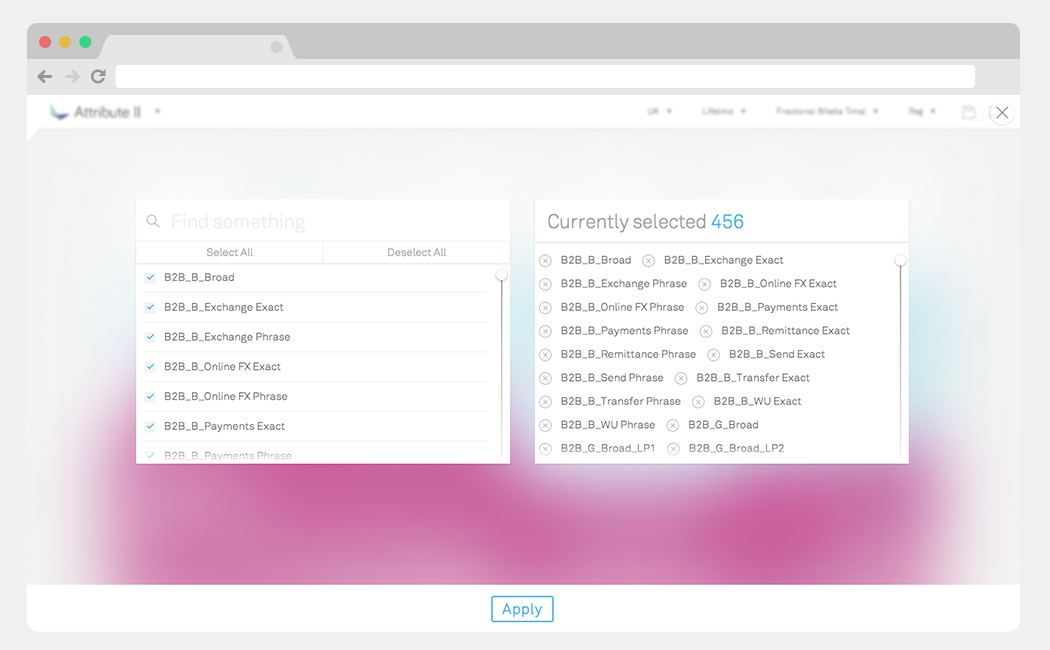 Attribute II
UK Lifetime Fractional (Media Time) Reg
Find something
Select All Deselect All
B2B_B_Broad
B2B_B_Exchange Exact
B2B_B_Exchange Phrase
B2B_B_Online FX Exact
B2B_B_Online FX Phrase
B2B_B_Payments Exact
B2B_B_Payments Phrase
Currently selected 456
B2B_B_Broad B2B_B_Exchange Exact
B2B_B_Exchange Phrase B2B_B_Online FX Exact
B2B_B_Online FX Phrase B2B_B_Payments Exact
B2B_B_Payments Phrase B2B_B_Remittance Exact
B2B_B_Remittance Phrase B2B_B_Send Exact
B2B_B_Send Phrase B2B_B_Transfer Exact
B2B_B_Transfer Phrase B2B_B_WU Exact
B2B_B_WU Phrase B2B_G_Broad
B2B_G_Broad_LP1 B2B_G_Broad_LP2
Apply